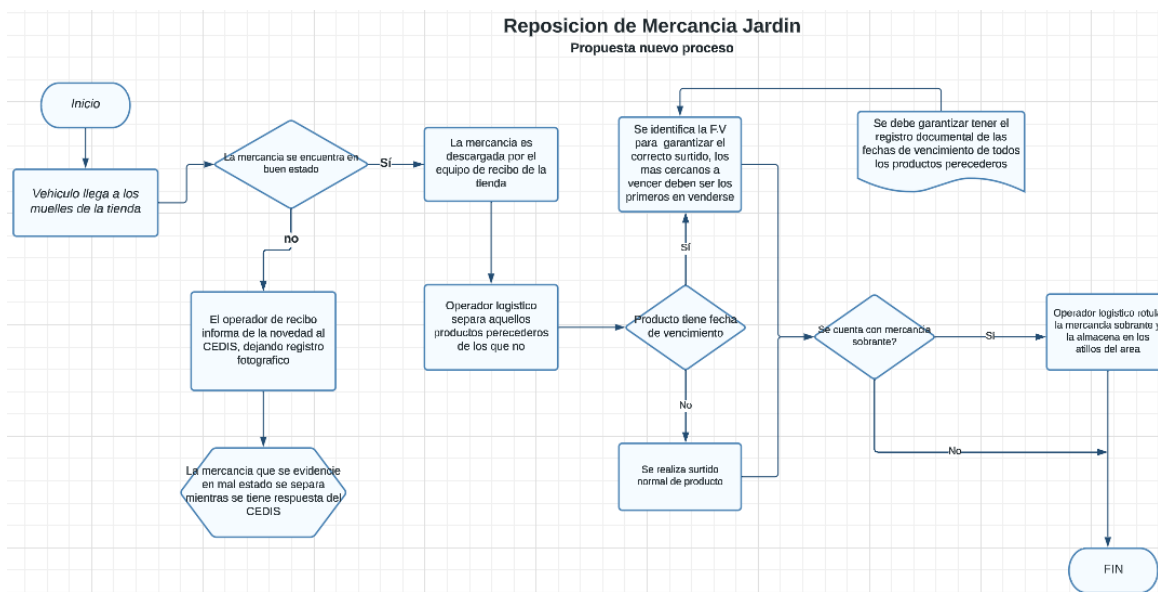 Reposicion de Mercancia Jardin
Propuesta nuevo proceso
Inicio
Vehiculo llega a los
muelles de la tienda
La mercancia se encuentra en
buen estado
Sí
no
El operador de recibo
informa de la novedad al
CEDIS, dejando registro
fotografico
La mercancia que se evidencie
en mal estado se separa
mientras se tiene respuesta del
CEDIS
La mercancia es
descargada por el
equipo de recibo de la
tienda
Operador logistico
separa aquellos
productos perecederos
de los que no
Producto tiene fecha
de vencimiento
Sí
No
Se identifica la F.V
para garantizar el
correcto surtido, los
mas cercanos a
vencer deben ser los
primeros en venderse
Se debe garantizar tener el
registro documental de las
fechas de vencimiento de todos
los productos perecederos
Se realiza surtido
normal de producto
Se cuenta con mercancia
sobrante?
Si
No
Operador logistico rotula
la mercancia sobrante y
la almacena en los
atillos del area
FIN